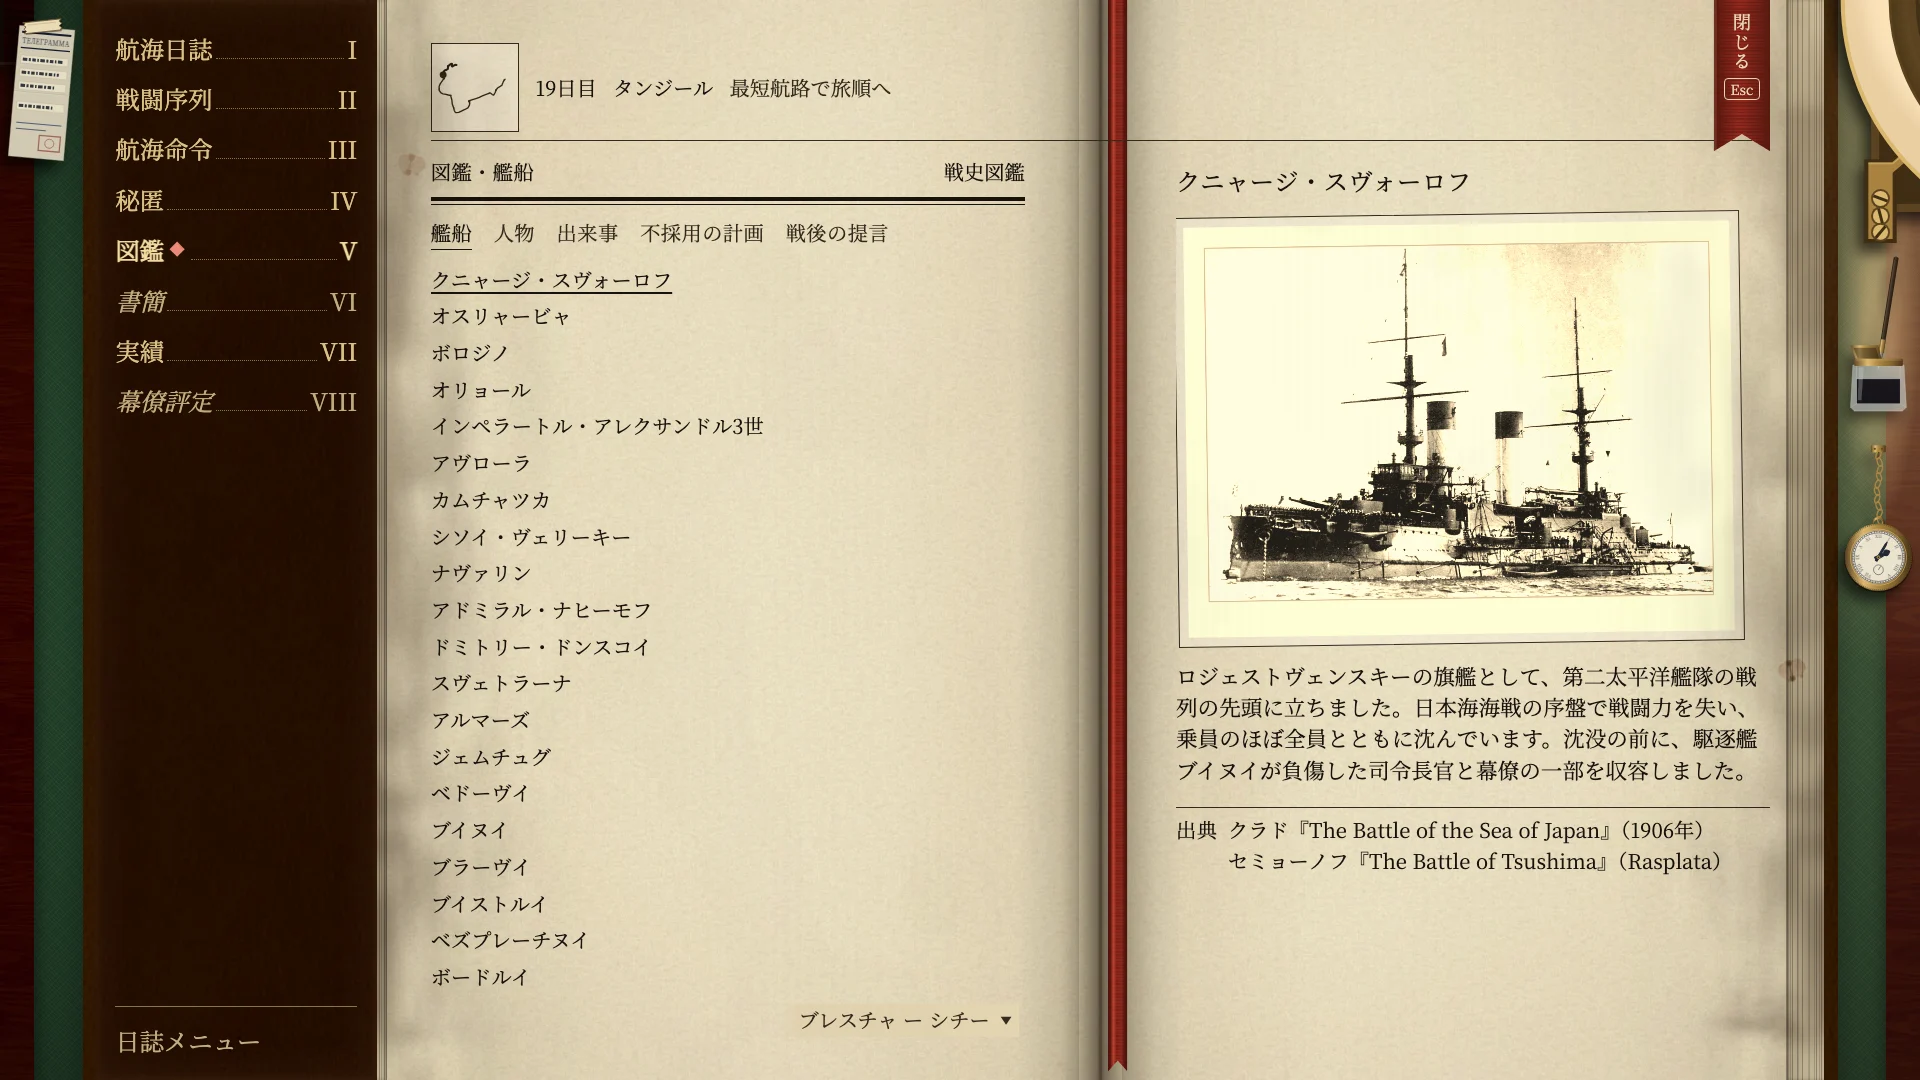 ТЕЛЕГРАММА
航海日誌 I
戦闘序列 II
航海命令 III
秘匿 IV
図鑑 V
書簡 VI
実績 VII
幕僚評定 VIII
日誌メニュー
19日目 タンジール 最短航路で旅順へ
図鑑・艦船 戦史図鑑
艦船 人物 出来事 不採用の計画 戦後の提言
クニャージ・スヴォーロフ
オスリャービャ
ボロジノ
オリョール
インペラートル・アレクサンドル3世
アヴローラ
カムチャツカ
シソイ・ヴェリーキー
ナヴァリン
アドミラル・ナヒーモフ
ドミトリー・ドンスコイ
スヴェトラーナ
アルマーズ
ジェムチュグ
ベドーヴイ
ブイヌイ
ブラーヴイ
ブイストルイ
ベズプレーチヌイ
ボードルイ
ブレスチャ ー シチー ▼
閉じる
Esc
クニャージ・スヴォーロフ
ロジェストヴェンスキーの旗艦として、第二太平洋艦隊の戦
列の先頭に立ちました。日本海海戦の序盤で戦闘力を失い、
乗員のほぼ全員とともに沈んでいます。沈没の前に、駆逐艦
ブイヌイが負傷した司令長官と幕僚の一部を収容しました。
出典 クラド『The Battle of the Sea of Japan』（1906年）
セミョーノフ『The Battle of Tsushima』（Rasplata）